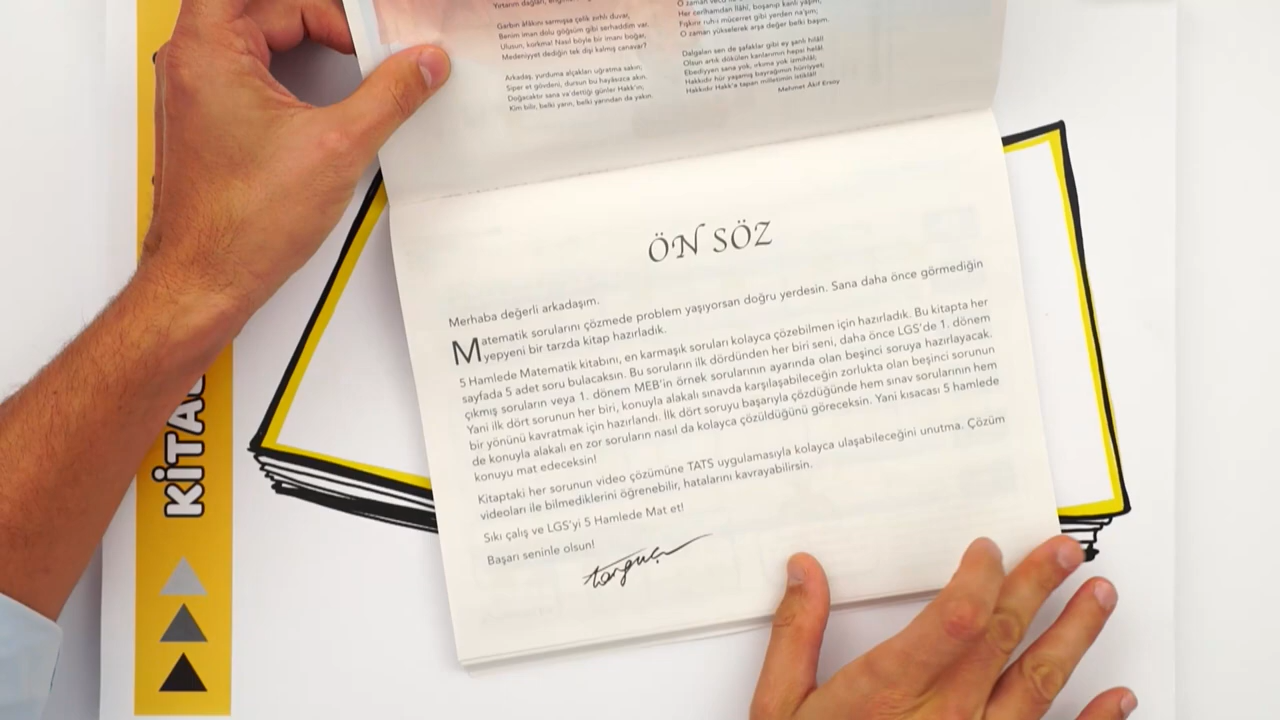 Yırtarım dağları,
Garbın âfâkını sarmışsa çelik zırhlı duvar,
Benim iman dolu göğsüm gibi serhaddim var.
Ulusun, korkma! Nasıl böyle bir imanı boğar,
Medeniyyet dediğin tek dişi kalmış canavar?
Arkadaş, yurduma alçakları uğratma sakın;
Siper et gövdeni, dursun bu hayâsızca akın.
Doğacaktır sana va'dettiği günler Hakk'ın,
Kim bilir, belki yarın, belki yarından da yakın.
O zaman
Her cerîhamdan İlâhî, boşanıp kanlı yaşım,
Fışkırır ruh-ı mücerret gibi yerden na'şım;
O zaman yükselerek arşa değer belki başım.
Dalgalan sen de şafaklar gibi ey şanlı hilâl!
Olsun artık dökülen kanlarımın hepsi helâl.
Ebediyyen sana yok, ırkıma yok izmihlâl;
Hakkıdır hür yaşamış bayrağımın hürriyyet;
Hakkıdır Hakk'a tapan milletimin istiklâl!
Mehmet Âkif Ersoy
ÖN SÖZ
Merhaba değerli arkadaşım.
Matematik sorularını çözmede problem yaşıyorsan doğru yerdesin. Sana daha önce görmediğin
yepyeni bir tarzda kitap hazırladık.
5 Hamlede Matematik kitabını, en karmaşık soruları kolayca çözebilmen için hazırladık. Bu kitapta her
sayfada 5 adet soru bulacaksın. Bu soruların ilk dördünden her biri seni, daha önce LGS'de 1. dönem
çıkmış soruların veya 1. dönem MEB'in örnek sorularının ayarında olan beşinci soruya hazırlayacak.
Yani ilk dört sorunun her biri, konuyla alakalı sınavda karşılaşabileceğin zorlukta olan beşinci sorunun
bir yönünü kavratmak için hazırlandı. İlk dört soruyu başarıyla çözdüğünde hem sınav sorularının hem
de konuyla alakalı en zor soruların nasıl da kolayca çözüldüğünü göreceksin. Yani kısacası 5 hamlede
konuyu mat edeceksin!
Kitaptaki her sorunun video çözümüne TATS uygulamasıyla kolayca ulaşabileceğini unutma. Çözüm
videoları ile bilmediklerini öğrenebilir, hatalarını kavrayabilirsin.
Sıkı çalış ve LGS'yi 5 Hamlede Mat et!
Başarı seninle olsun!
tonguç
KİTA